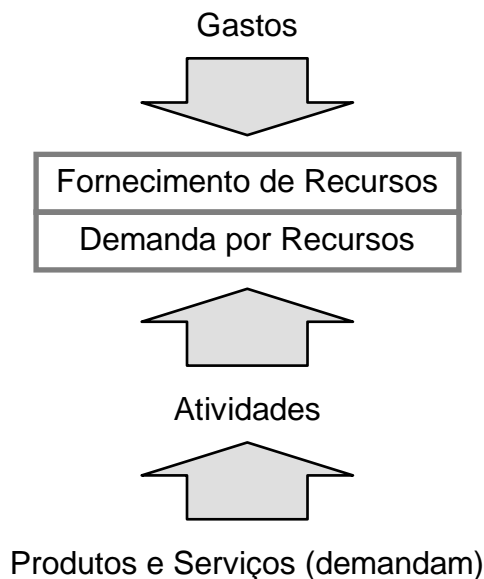 Gastos
Fornecimento de Recursos
Demanda por Recursos
Atividades
Produtos e Serviços (demandam)